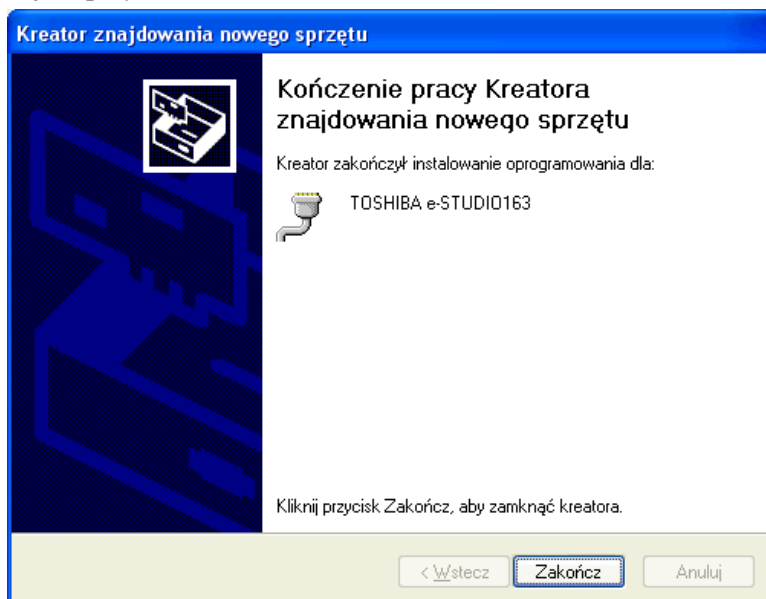 Kreator znajdowania nowego sprzętu
Kończenie pracy Kreatora
znajdowania nowego sprzętu
Kreator zakończył instalowanie oprogramowania dla:
TOSHIBA e-STUDIO163
Kliknij przycisk Zakończ, aby zamknąć kreatora.
< Wstecz Zakończ Anuluj